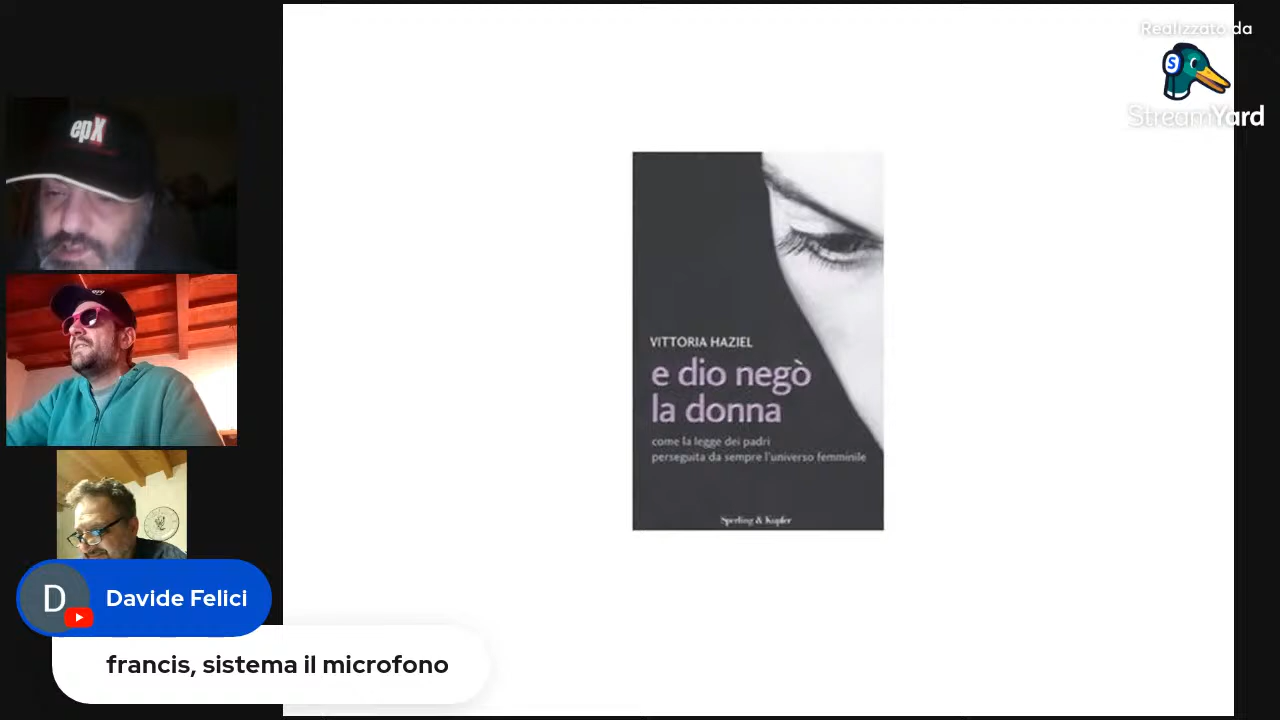 Realizzato da
S
StreamYard
epX
VITTORIA HAZIEL
e dio negò
la donna
come la legge dei padri
perseguita da sempre l'universo femminile
Sperling & Kupfer
D
Davide Felici
francis, sistema il microfono